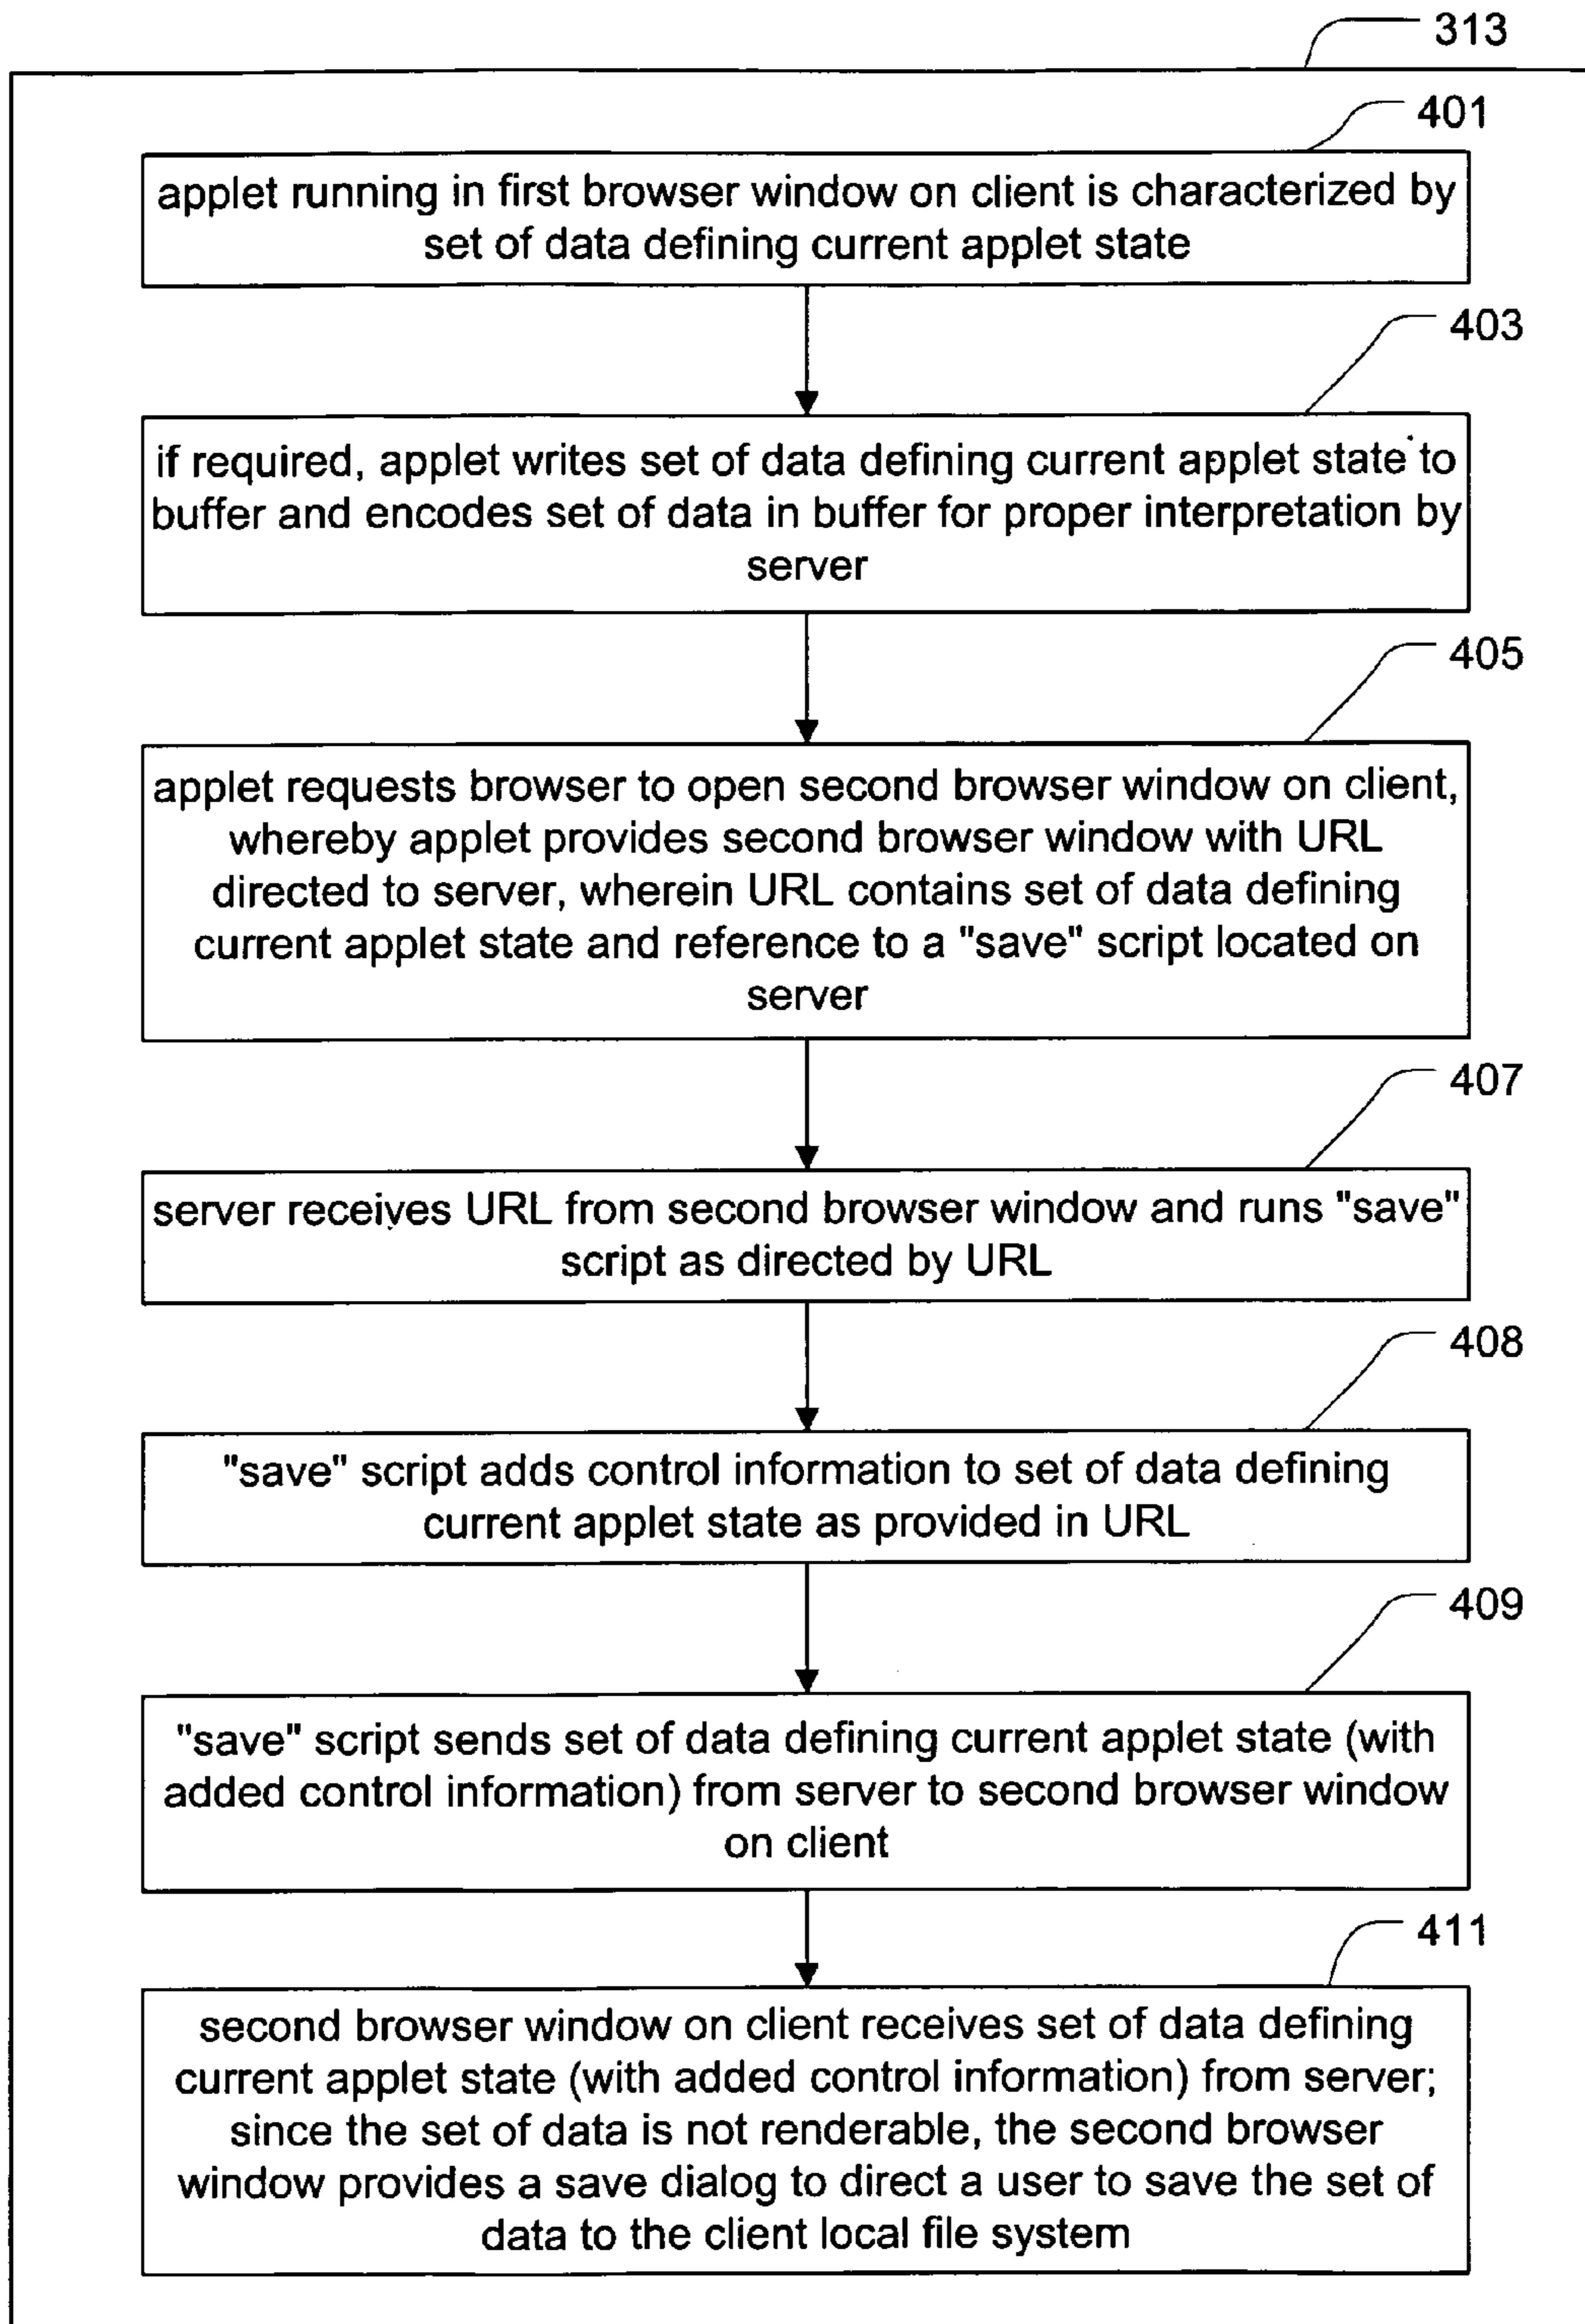 313
401
applet running in first browser window on client is characterized by
set of data defining current applet state
403
if required, applet writes set of data defining current applet state to
buffer and encodes set of data in buffer for proper interpretation by
server
405
applet requests browser to open second browser window on client,
whereby applet provides second browser window with URL
directed to server, wherein URL contains set of data defining
current applet state and reference to a "save" script located on
server
407
server receives URL from second browser window and runs "save"
script as directed by URL
408
"save" script adds control information to set of data defining
current applet state as provided in URL
409
"save" script sends set of data defining current applet state (with
added control information) from server to second browser window
on client
411
second browser window on client receives set of data defining
current applet state (with added control information) from server;
since the set of data is not renderable, the second browser
window provides a save dialog to direct a user to save the set of
data to the client local file system